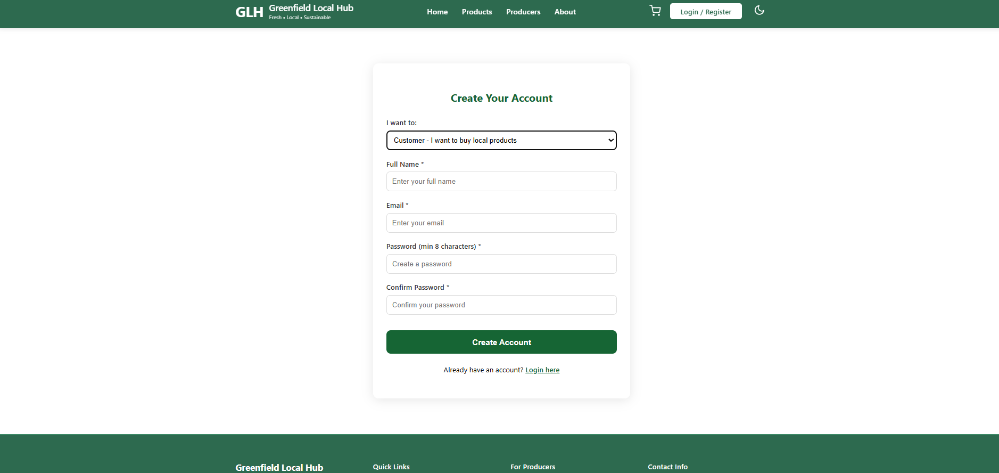 GLH
Greenfield Local Hub
Fresh • Local • Sustainable
Home
Products
Producers
About
Login / Register
Create Your Account
I want to:
Customer - I want to buy local products
Full Name *
Enter your full name
Email *
Enter your email
Password (min 8 characters) *
Create a password
Confirm Password *
Confirm your password
Create Account
Already have an account? Login here
Greenfield Local Hub
Quick Links
For Producers
Contact Info